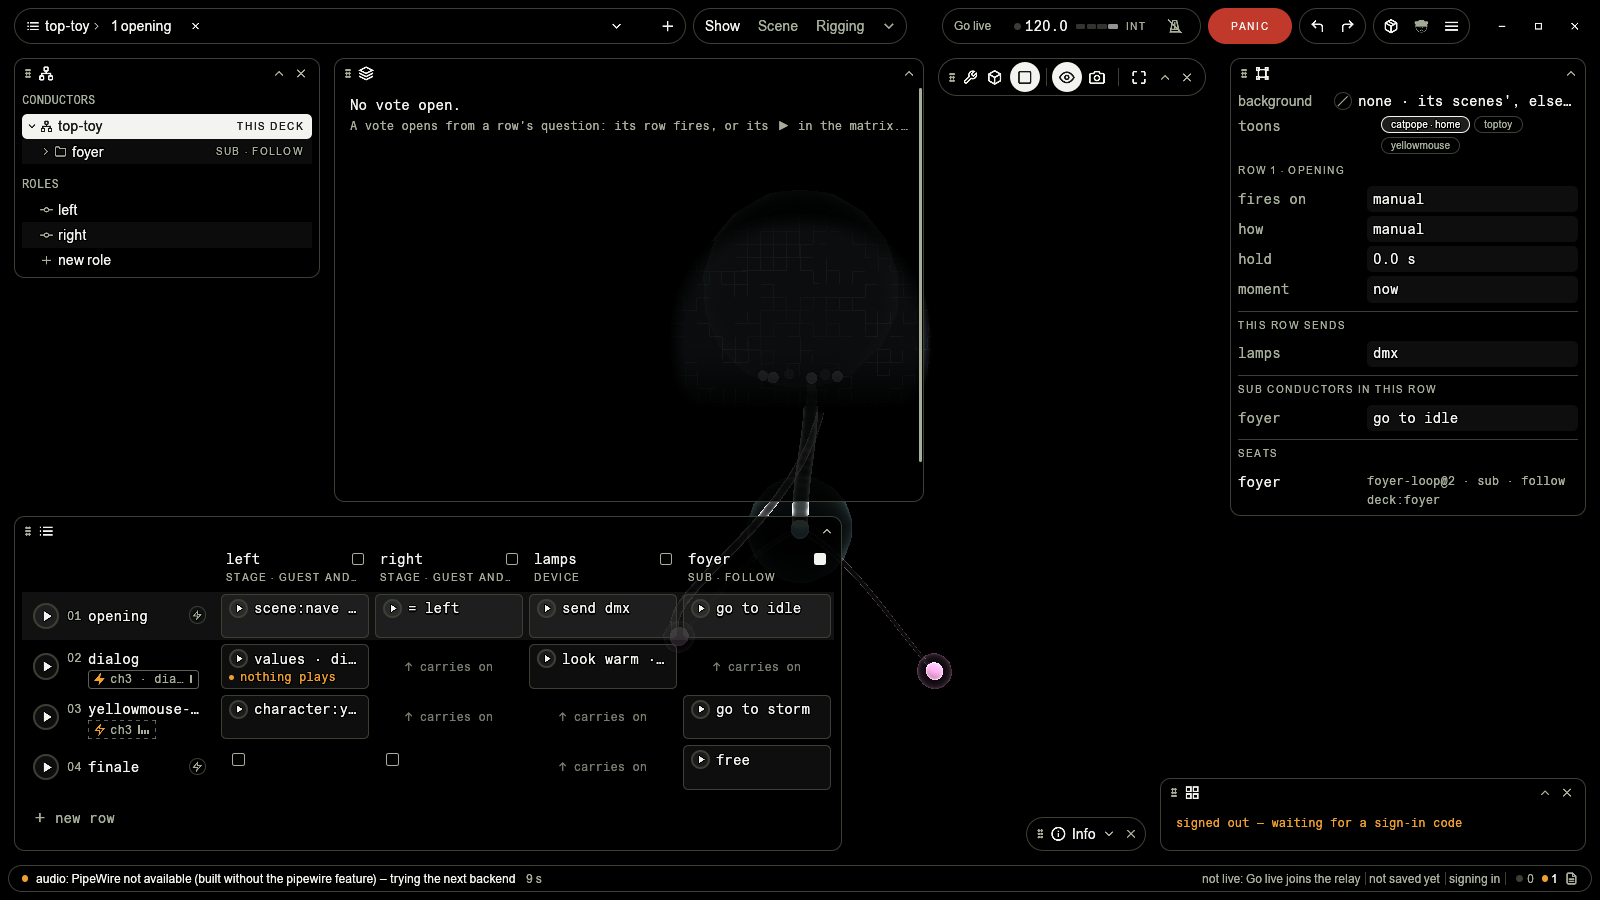 top-toy › 1 opening
Show Scene Rigging
Go live 120.0 INT
PANIC
CONDUCTORS
top-toy THIS DECK
foyer SUB · FOLLOW
ROLES
left
right
+ new role
No vote open.
A vote opens from a row's question: its row fires, or its ▶ in the matrix.…
background none · its scenes', else…
toons catpope · home toptoy
yellowmouse
ROW 1 · OPENING
fires on manual
how manual
hold 0.0 s
moment now
THIS ROW SENDS
lamps dmx
SUB CONDUCTORS IN THIS ROW
foyer go to idle
SEATS
foyer foyer-loop@2 · sub · follow
deck:foyer
left right lamps foyer
STAGE · GUEST AND… STAGE · GUEST AND… DEVICE SUB · FOLLOW
01 opening scene:nave … = left send dmx go to idle
02 dialog values · di… ↑ carries on look warm ·… ↑ carries on
ch3 · dia… nothing plays
03 yellowmouse-… character:y… ↑ carries on ↑ carries on go to storm
ch3
04 finale ↑ carries on free
+ new row
Info
signed out – waiting for a sign-in code
audio: PipeWire not available (built without the pipewire feature) – trying the next backend 9 s
not live: Go live joins the relay not saved yet signing in 0 1